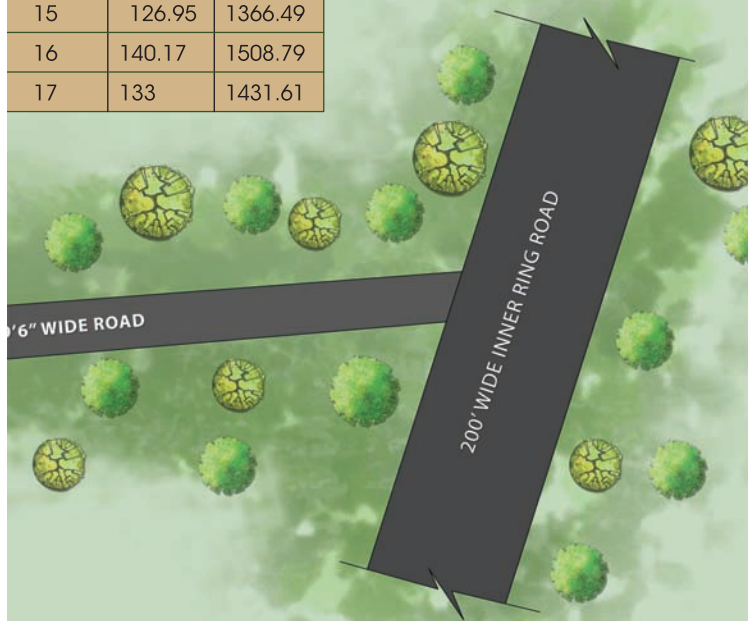 15 126.95 1366.49
16 140.17 1508.79
17 133 1431.61
’6” WIDE ROAD
200’ WIDE INNER RING ROAD